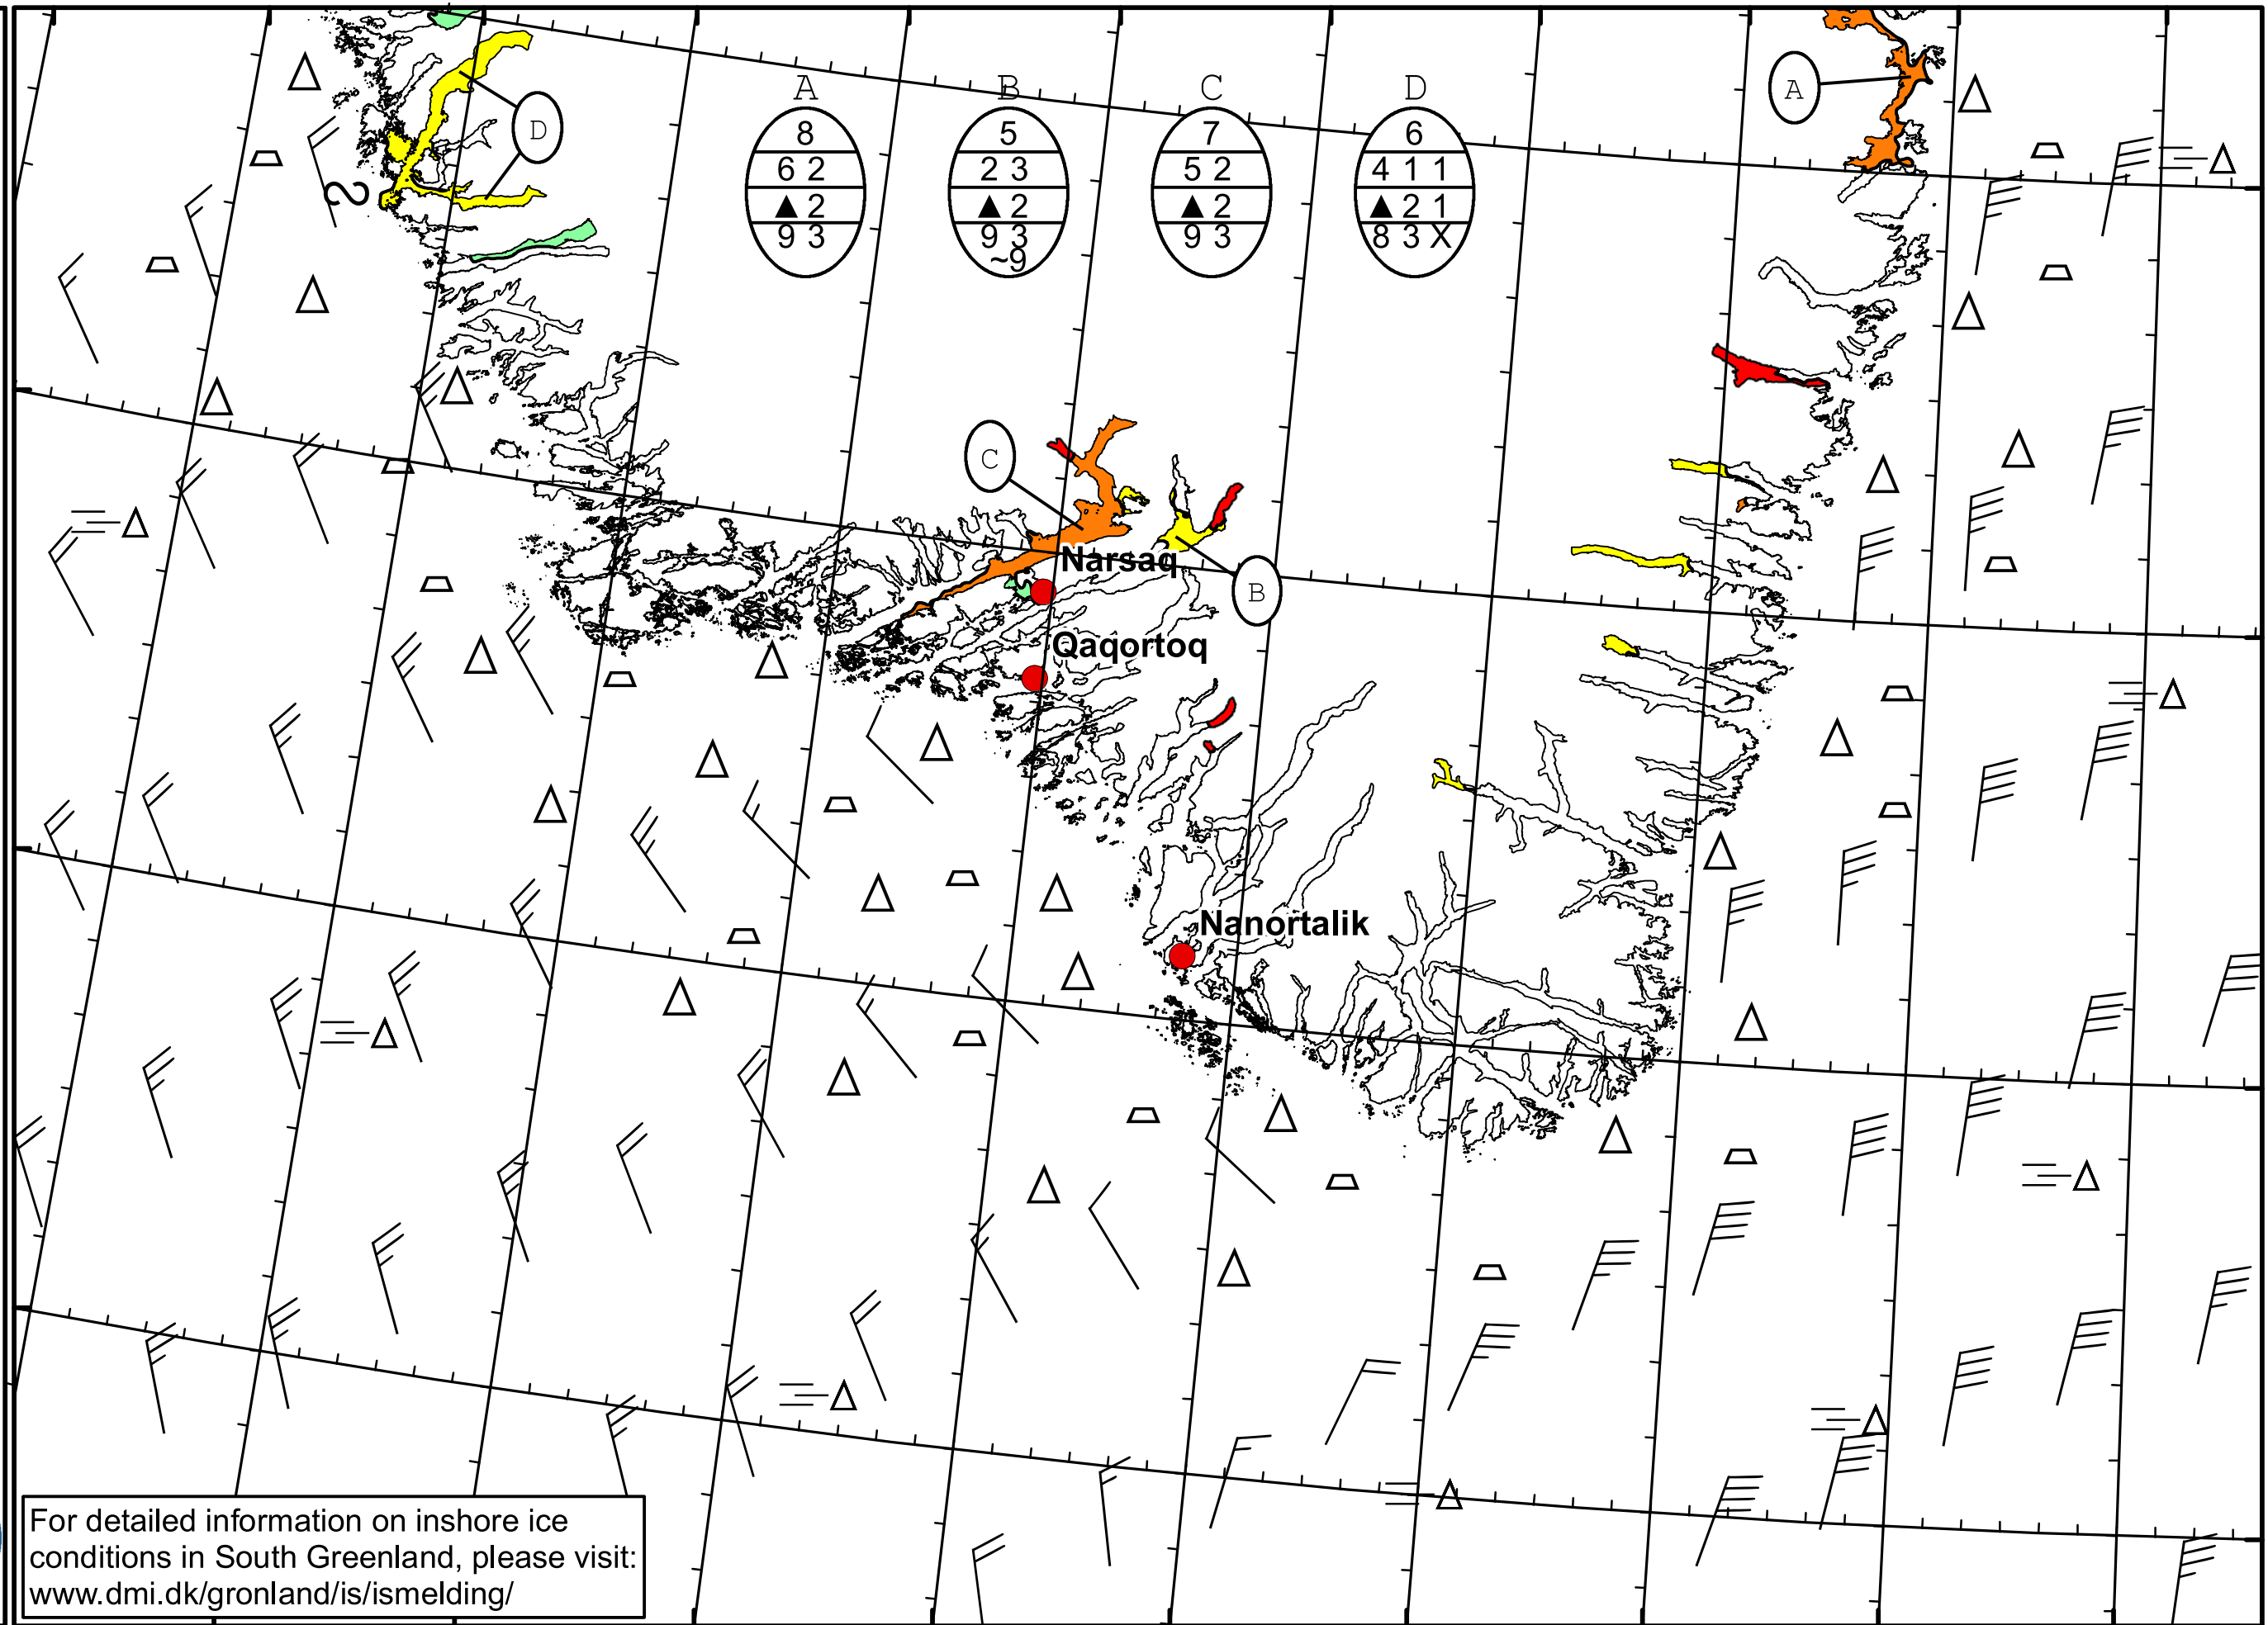 A B C D
8 5 7 6
6 2 2 3 5 2 4 1 1
▲ 2 ▲ 2 ▲ 2 ▲ 2 1
9 3 9 3 9 3 8 3 X
~9
A
D
C
Narsaq
B
Qaqortoq
Nanortalik
For detailed information on inshore ice
conditions in South Greenland, please visit:
www.dmi.dk/gronland/is/ismelding/